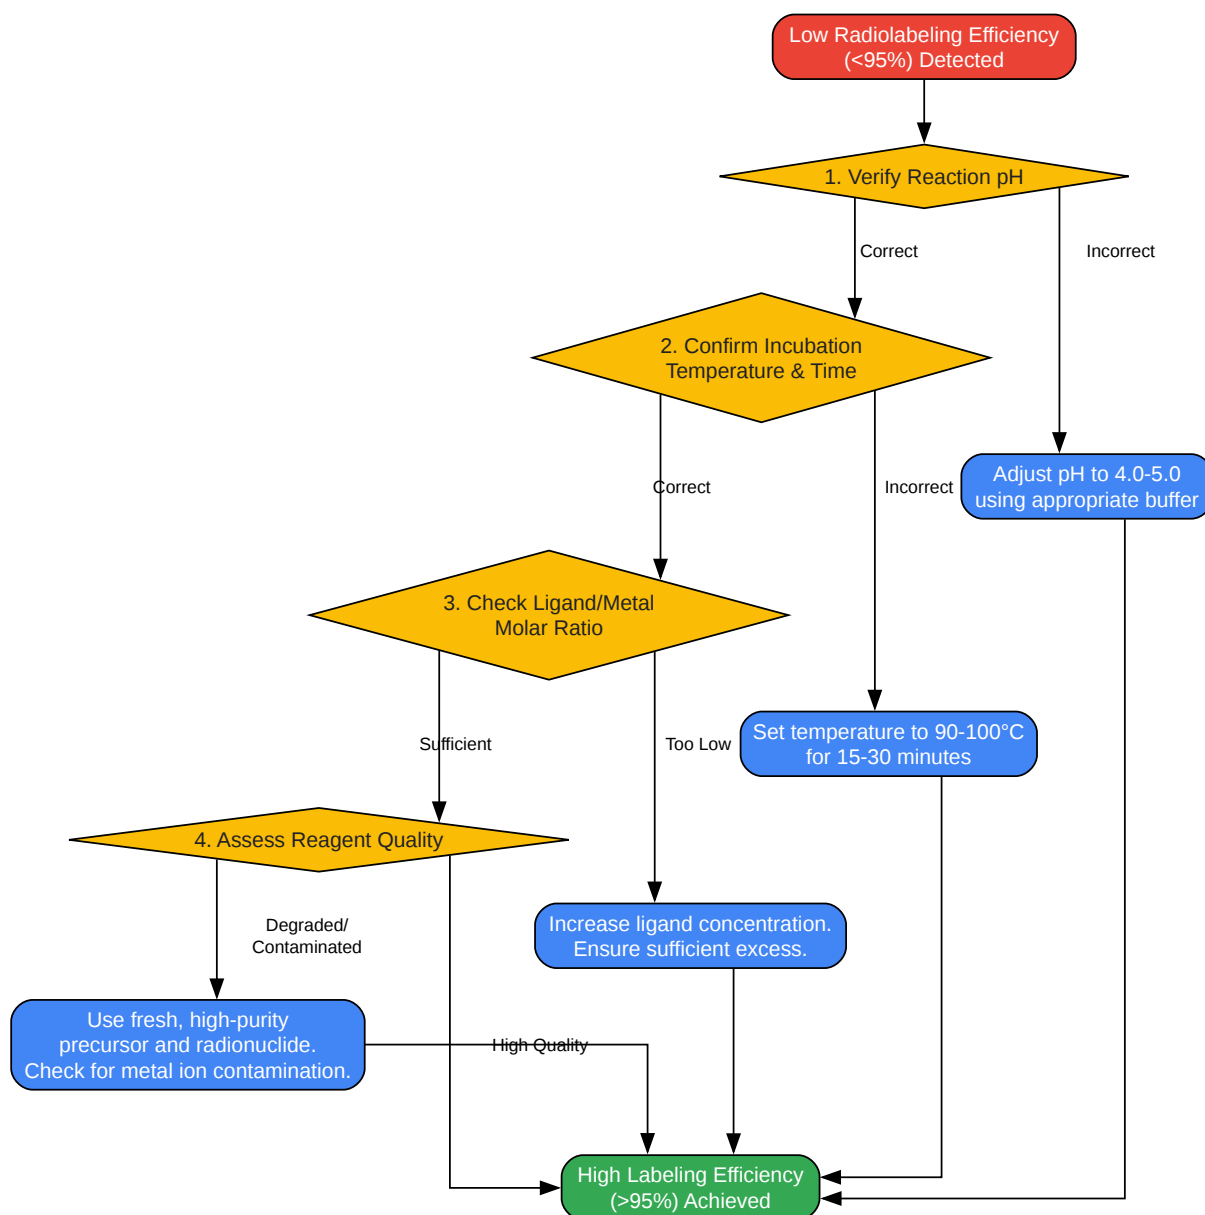 Low Radiolabeling Efficiency
(<95%) Detected
1. Verify Reaction pH
Correct
Incorrect
2. Confirm Incubation
Temperature & Time
Correct
Incorrect
Adjust pH to 4.0-5.0
using appropriate buffer
3. Check Ligand/Metal
Molar Ratio
Sufficient
Too Low
Set temperature to 90-100°C
for 15-30 minutes
4. Assess Reagent Quality
Degraded/
Contaminated
Increase ligand concentration.
Ensure sufficient excess.
Use fresh, high-purity
precursor and radionuclide.
Check for metal ion contamination.
High Quality
High Labeling Efficiency
(>95%) Achieved